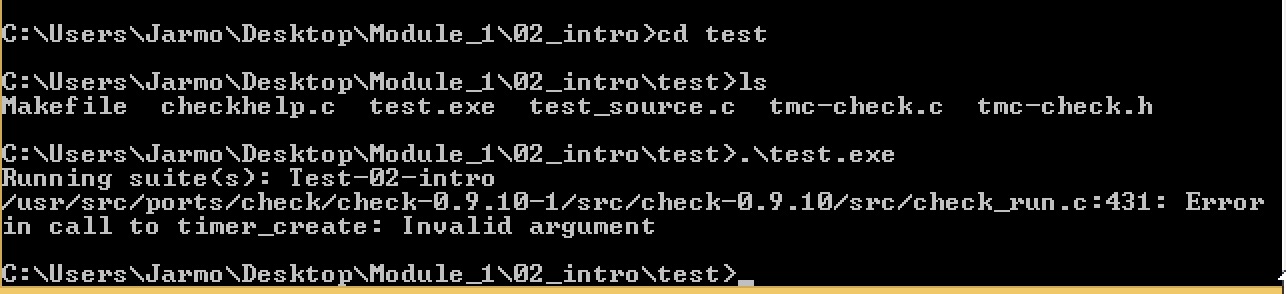 C:\Users\Jarmo\Desktop\Module_1\02_intro>cd test
C:\Users\Jarmo\Desktop\Module_1\02_intro\test>ls
Makefile  checkhelp.c  test.exe  test_source.c  tmc-check.c  tmc-check.h
C:\Users\Jarmo\Desktop\Module_1\02_intro\test>.\test.exe
Running suite(s): Test-02-intro
/usr/src/ports/check/check-0.9.10-1/src/check-0.9.10/src/check_run.c:431: Error
in call to timer_create: Invalid argument
C:\Users\Jarmo\Desktop\Module_1\02_intro\test>_